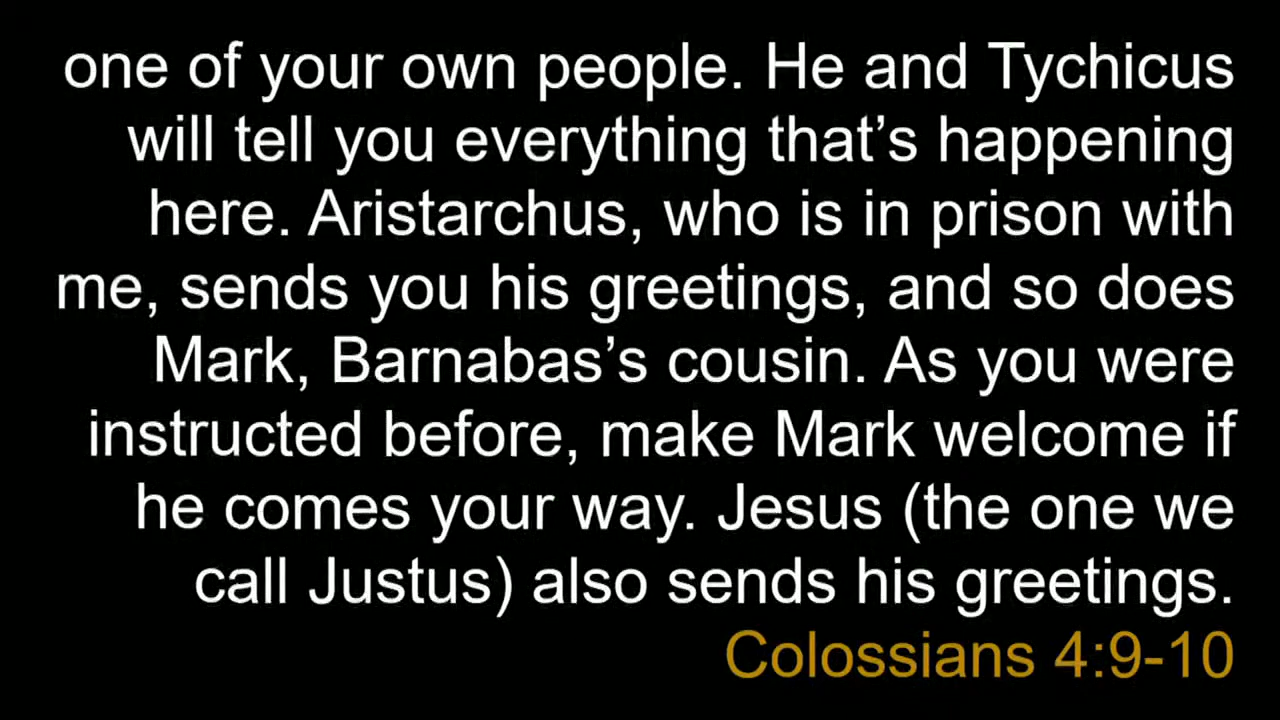 one of your own people. He and Tychicus
will tell you everything that’s happening
here. Aristarchus, who is in prison with
me, sends you his greetings, and so does
Mark, Barnabas’s cousin. As you were
instructed before, make Mark welcome if
he comes your way. Jesus (the one we
call Justus) also sends his greetings.
Colossians 4:9-10